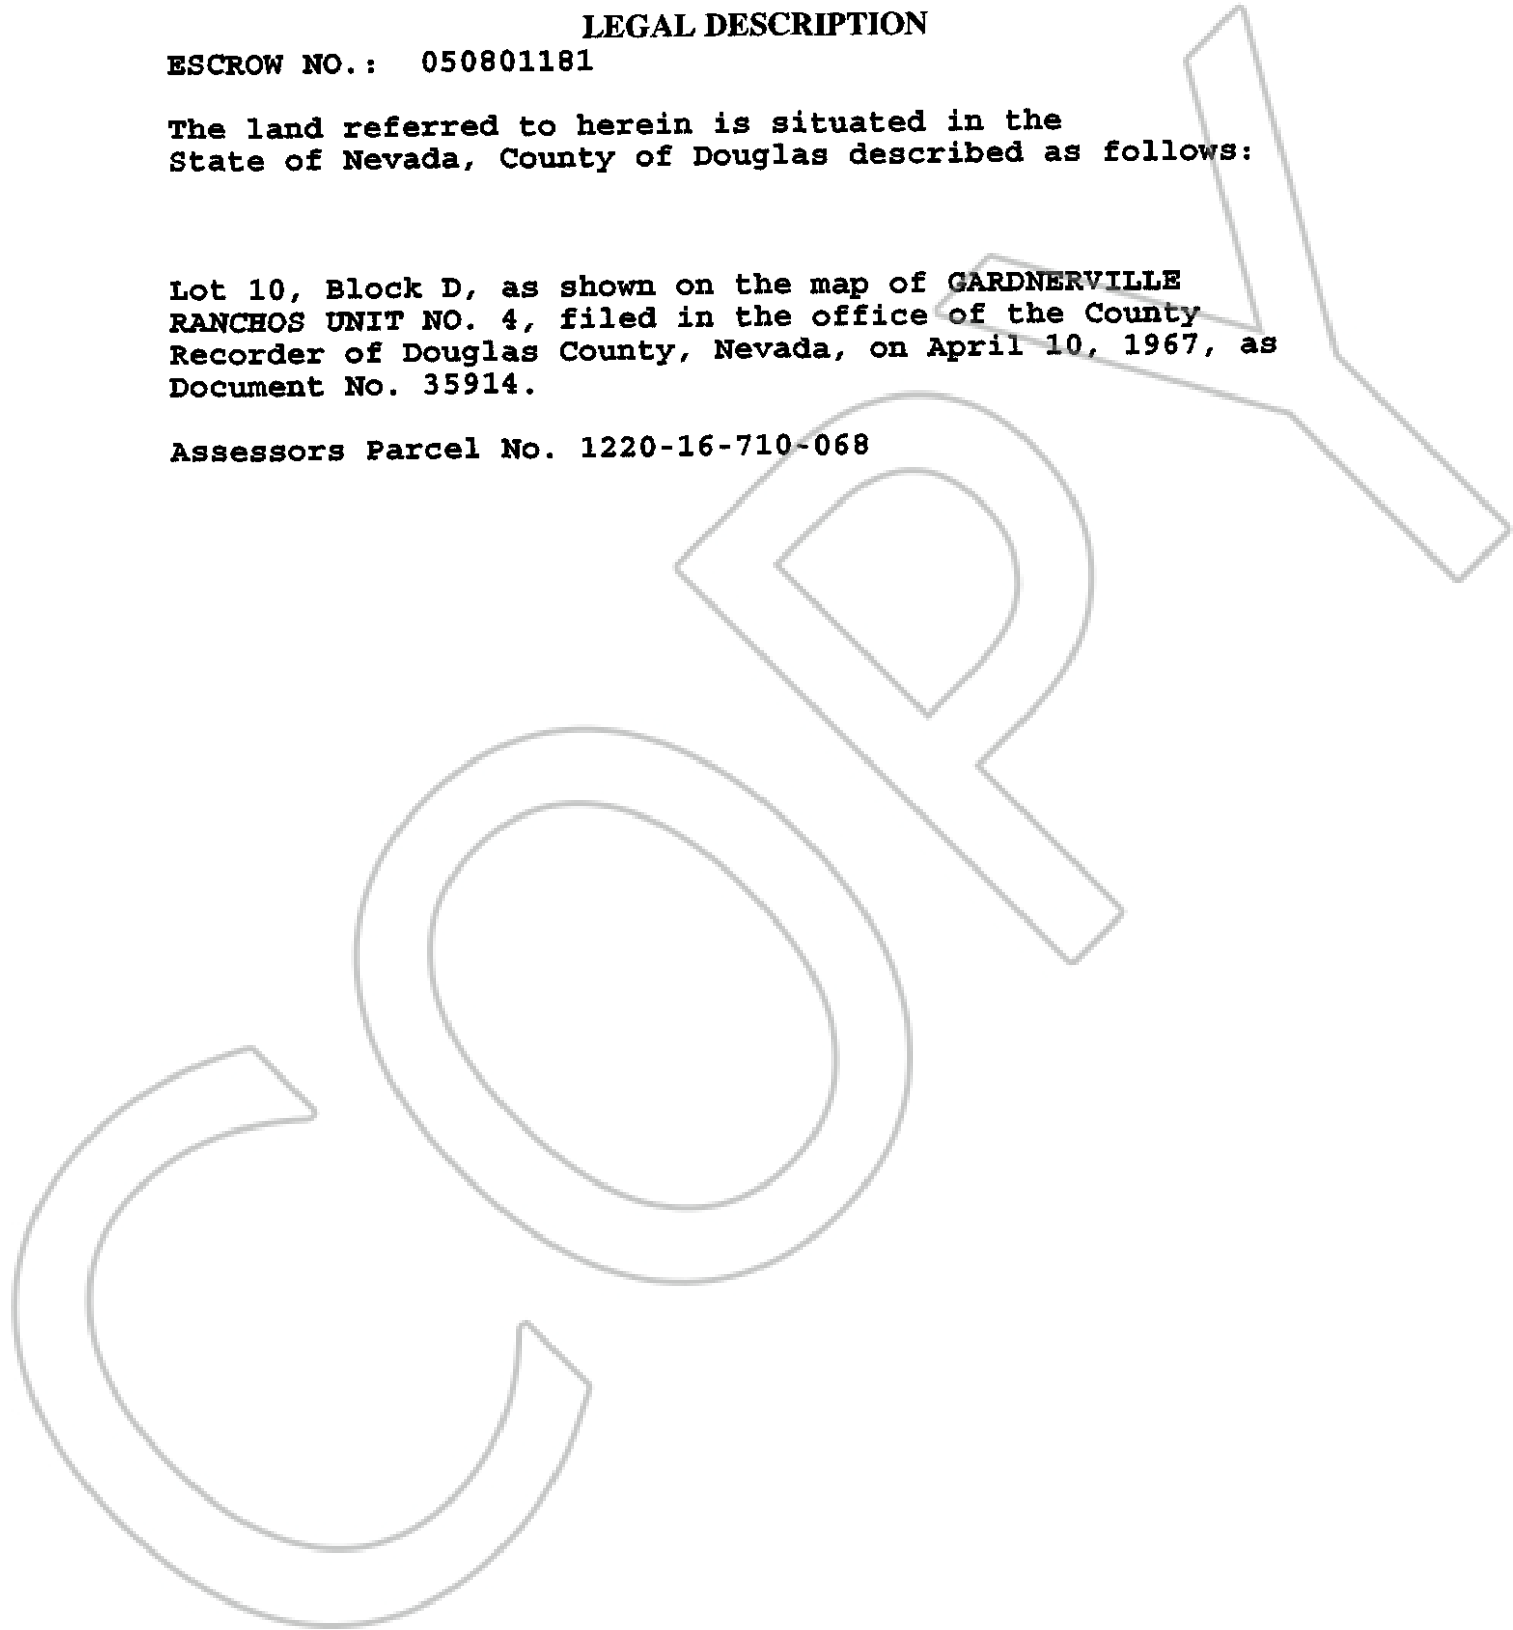 LEGAL DESCRIPTION
ESCROW NO.: 050801181
The land referred to herein is situated in the
State of Nevada, County of Douglas described as follows:
Lot 10, Block D, as shown on the map of GARDNERVILLE
RANCHOS UNIT NO. 4, filed in the office of the County
Recorder of Douglas County, Nevada, on April 10, 1967, as
Document No. 35914.
Assessors Parcel No. 1220-16-710-068
COPY